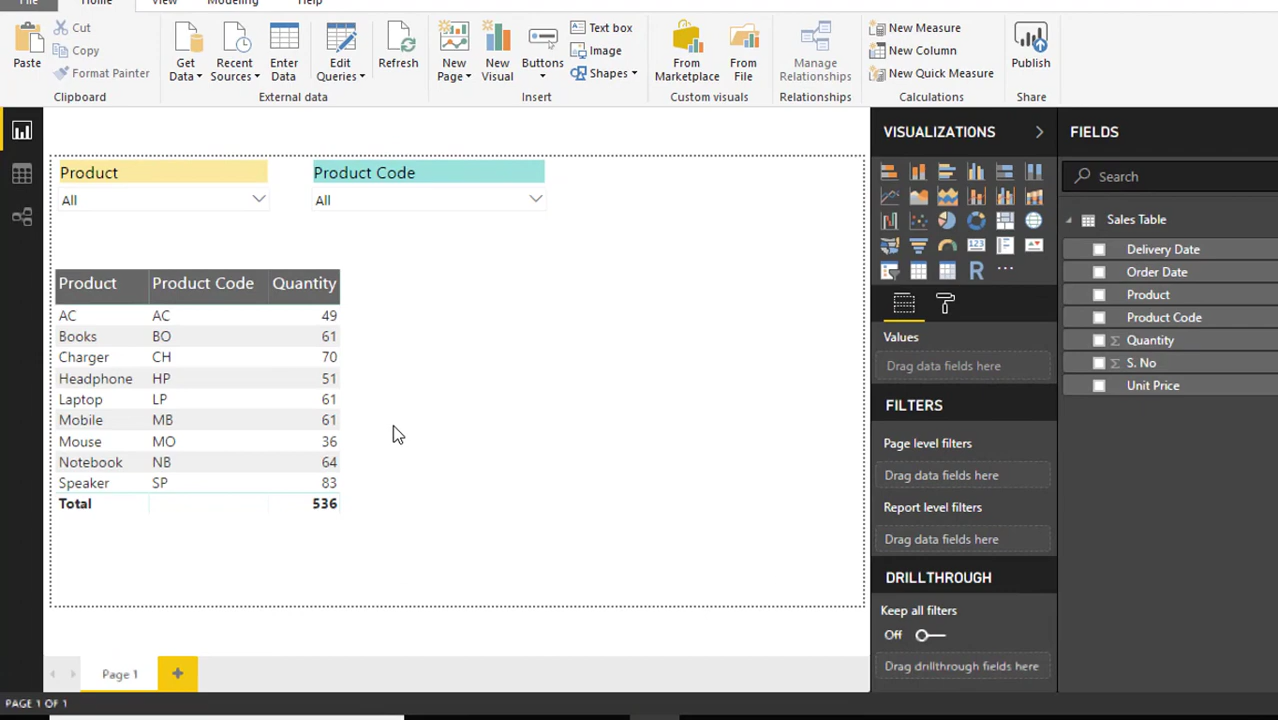 File Home View Modeling Help
Cut
Copy
Format Painter
Paste
Clipboard
Get Data
Recent Sources
Enter Data
Edit Queries
Refresh
External data
New Page
New Visual
Buttons
Text box
Image
Shapes
Insert
From Marketplace
From File
Custom visuals
Manage Relationships
Relationships
New Measure
New Column
New Quick Measure
Calculations
Publish
Share
Product
All
Product Code
All
Product Product Code Quantity
AC AC 49
Books BO 61
Charger CH 70
Headphone HP 51
Laptop LP 61
Mobile MB 61
Mouse MO 36
Notebook NB 64
Speaker SP 83
Total 536
VISUALIZATIONS
R
Values
Drag data fields here
FILTERS
Page level filters
Drag data fields here
Report level filters
Drag data fields here
DRILLTHROUGH
Keep all filters
Off
Drag drillthrough fields here
FIELDS
Search
Sales Table
Delivery Date
Order Date
Product
Product Code
Σ Quantity
Σ S. No
Unit Price
Page 1
PAGE 1 OF 1